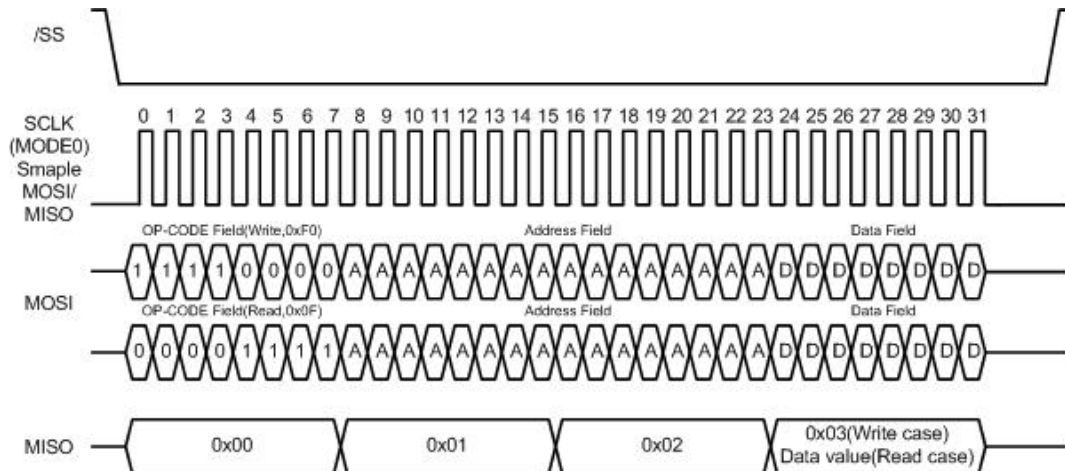 /SS
0 1 2 3 4 5 6 7 8 9 10 11 12 13 14 15 16 17 18 19 20 21 22 23 24 25 26 27 28 29 30 31
SCLK
(MODE0)
Smaple
MOSI/
MISO
OP-CODE Field(Write,0xF0) Address Field Data Field
1 1 1 1 0 0 0 0 A A A A A A A A A A A A A A A A D D D D D D D D
MOSI
OP-CODE Field(Read,0x0F) Address Field Data Field
0 0 0 0 1 1 1 1 A A A A A A A A A A A A A A A A D D D D D D D D
MISO 0x00 0x01 0x02 0x03(Write case)
Data value(Read case)